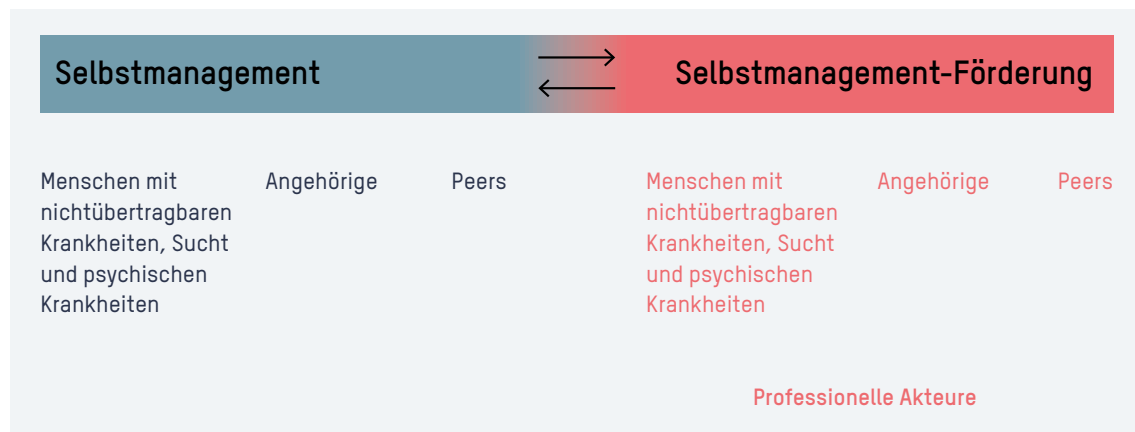 Selbstmanagement
Selbstmanagement-Förderung
Menschen mit
nichtübertragbaren
Krankheiten, Sucht
und psychischen
Krankheiten
Angehörige
Peers
Menschen mit
nichtübertragbaren
Krankheiten, Sucht
und psychischen
Krankheiten
Angehörige
Peers
Professionelle Akteure